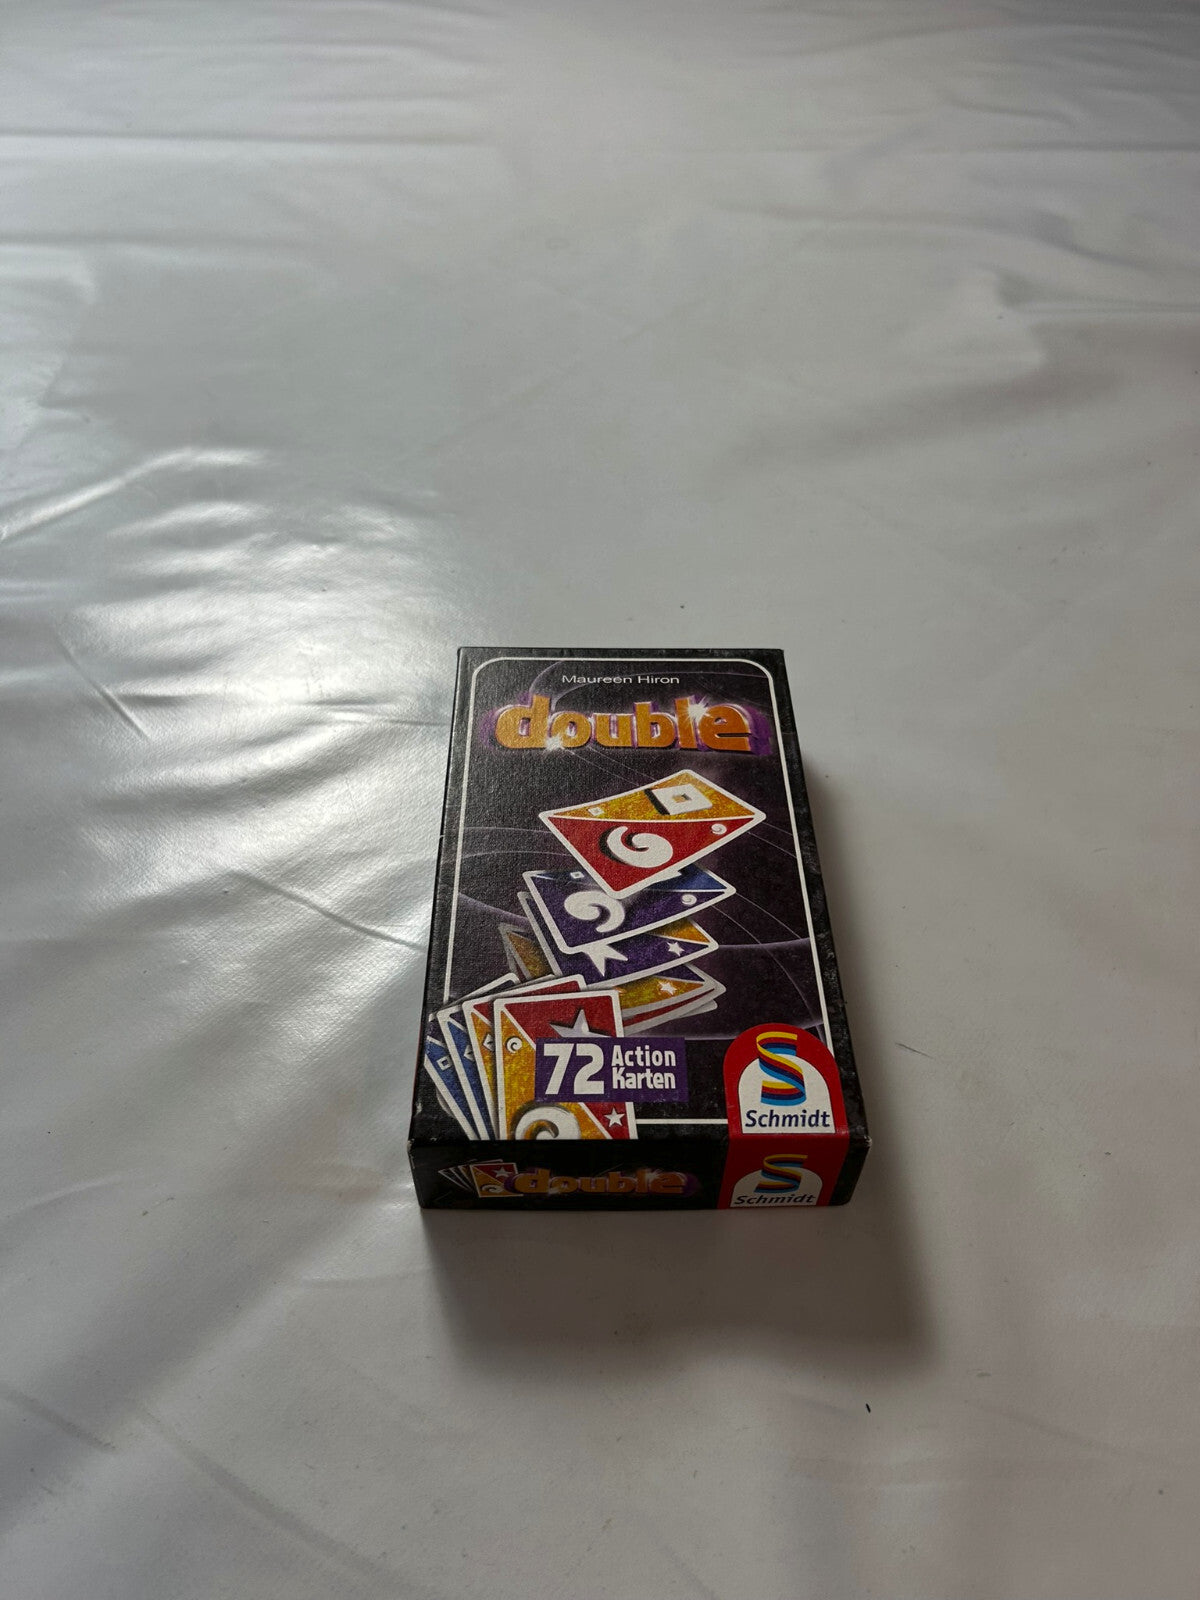 Maureen Hiron
double
72 Action
Karten
Schmidt
double
Schmidt